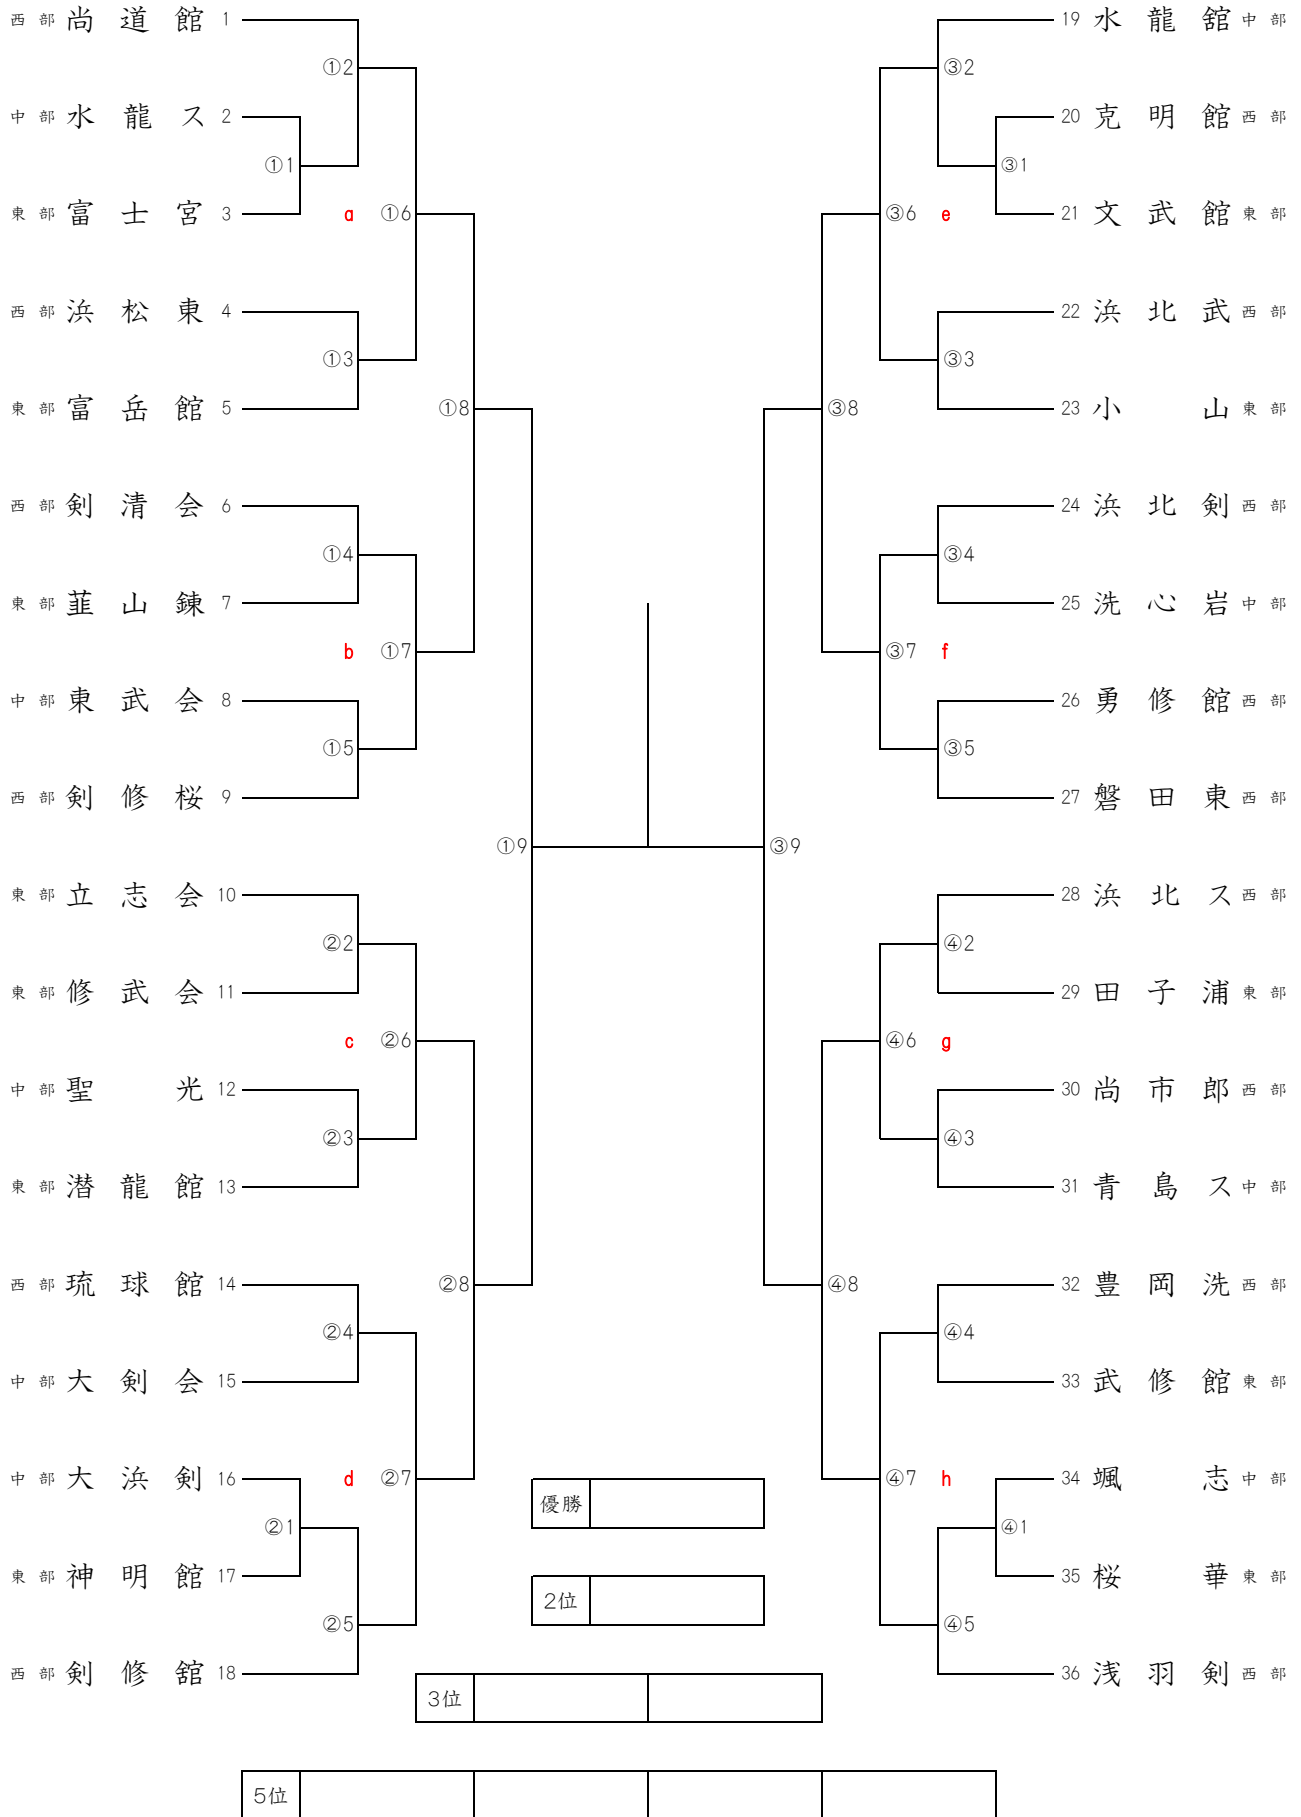 西部 尚道館 1
中部 水龍ス 2
東部 富士宮 3
西部 浜松東 4
東部 富岳館 5
西部 剣清会 6
東部 韮山錬 7
中部 東武会 8
西部 剣修桜 9
東部 立志会 10
東部 修武会 11
中部 聖光 12
東部 潜龍館 13
西部 琉球館 14
中部 大剣会 15
中部 大浜剣 16
東部 神明館 17
西部 剣修舘 18
①2
①1
a ①6
①3
①8
①4
b ①7
①5
①9
②2
c ②6
②3
②8
②4
d ②7
②1
②5
③2
③1
③6 e
③3
③8
③4
③7 f
③5
③9
④2
④6 g
④3
④8
④4
④7 h
④1
④5
19 水龍舘 中部
20 克明館 西部
21 文武館 東部
22 浜北武 西部
23 小山 東部
24 浜北剣 西部
25 洗心岩 中部
26 勇修館 西部
27 磐田東 西部
28 浜北ス 西部
29 田子浦 東部
30 尚市郎 西部
31 青島ス 中部
32 豊岡洗 西部
33 武修館 東部
34 颯志 中部
35 桜華 東部
36 浅羽剣 西部
優勝
2位
3位
5位